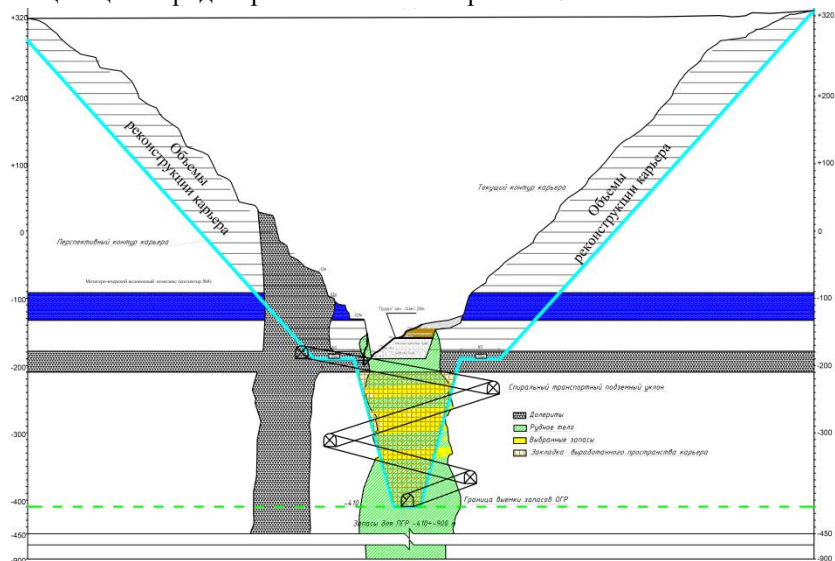 +320
+320
+200
+200
+100
+100
0
0
-100
-100
-200
-200
-300
-300
-400
-400
-450
-450
-900
-900
Объемы
реконструкции карьера
Объемы
реконструкции карьера
Текущий контур карьера
Перспективный контур карьера
Спиральный транспортный подземный уклон
Долериты
Рудное тело
Выбранные запасы
Закладка выработанного пространства карьера
-410
Граница выемки запасов ОГР
Запасы для ПГР -410÷-900 м